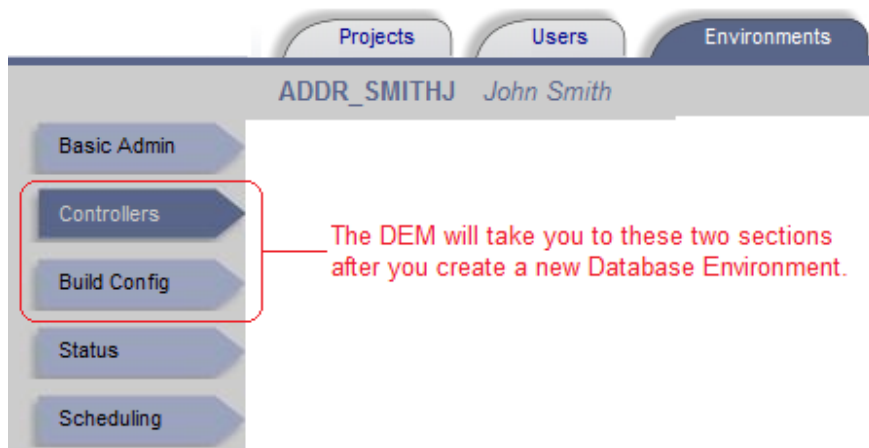 Projects
Users
Environments
ADDR_SMITHJ John Smith
Basic Admin
Controllers
Build Config
The DEM will take you to these two sections
after you create a new Database Environment.
Status
Scheduling